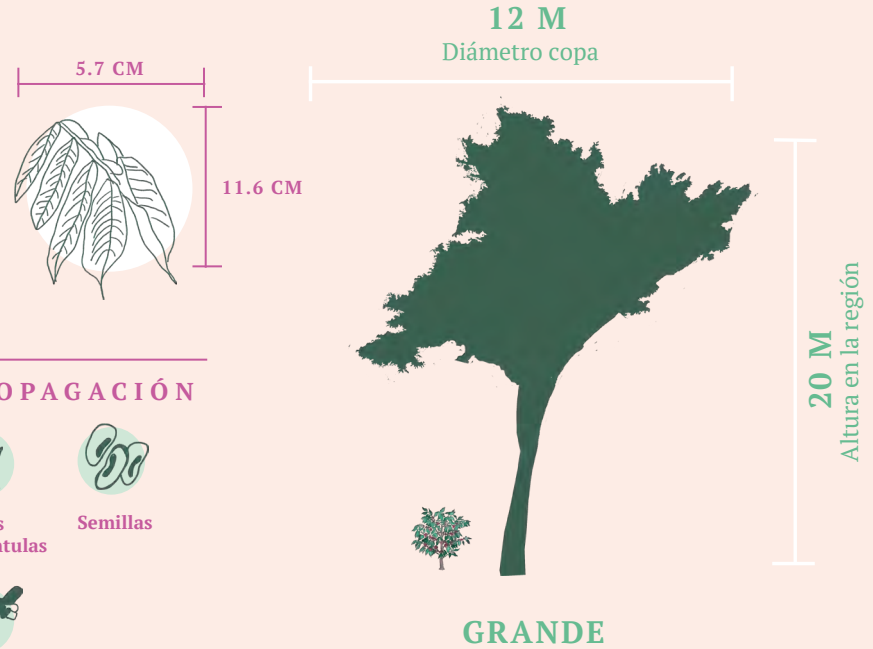 12 M
Diámetro copa
5.7 CM
11.6 CM
20 M
Altura en la región
OPAGACIÓN
Semillas
GRANDE